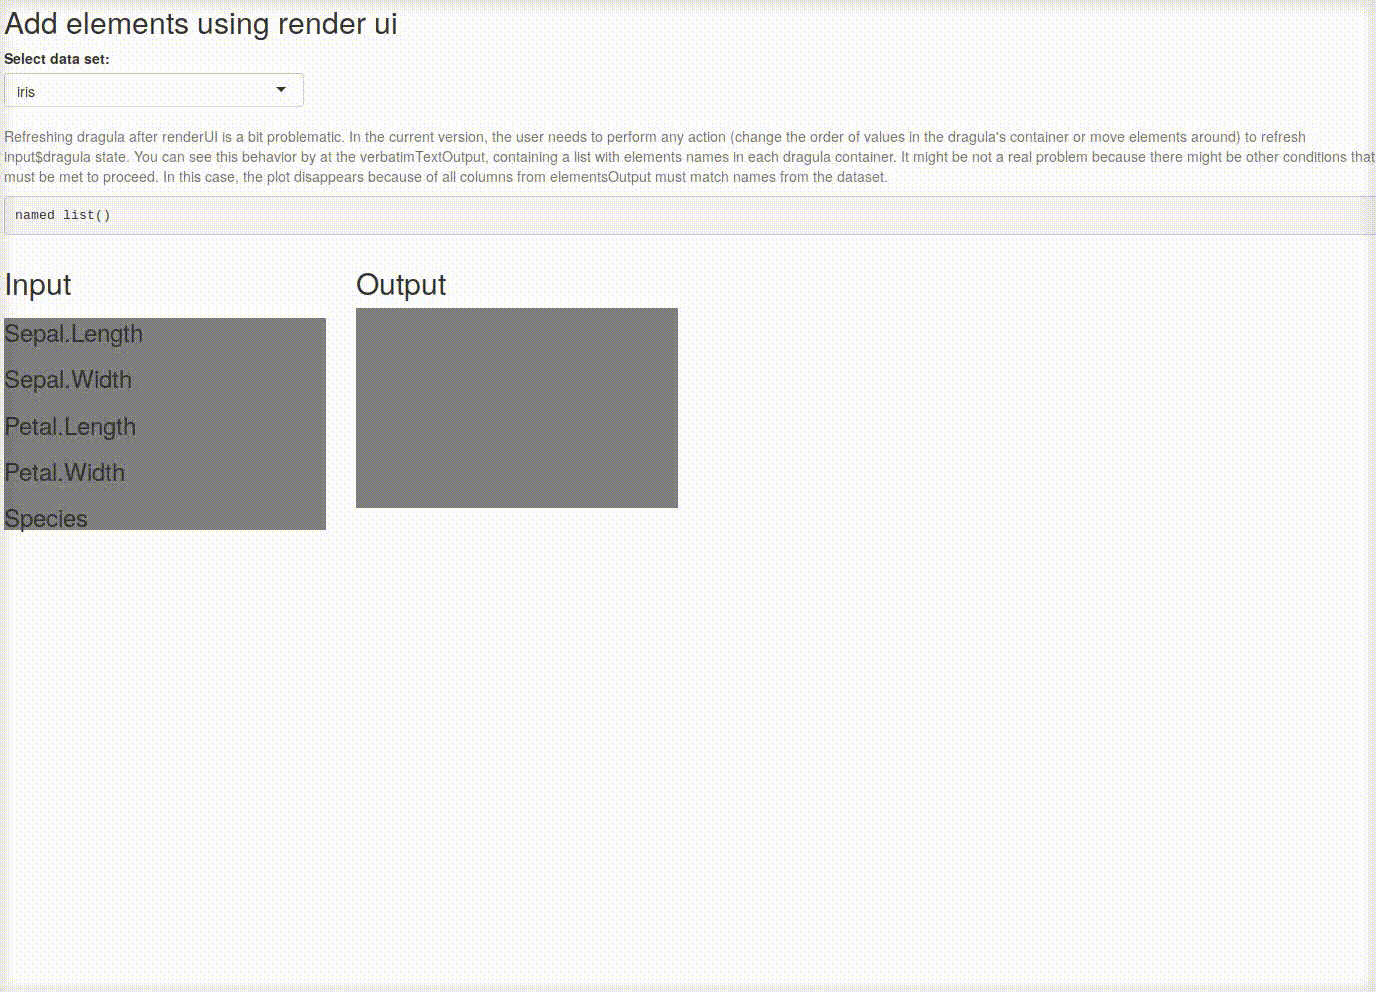 Add elements using render ui
Select data set:
iris
Refreshing dragula after renderUI is a bit problematic. In the current version, the user needs to perform any action (change the order of values in the dragula's container or move elements around) to refresh
input$dragula state. You can see this behavior by at the verbatimTextOutput, containing a list with elements names in each dragula container. It might be not a real problem because there might be other conditions that
must be met to proceed. In this case, the plot disappears because of all columns from elementsOutput must match names from the dataset.
named list()
Input
Output
Sepal.Length
Sepal.Width
Petal.Length
Petal.Width
Species